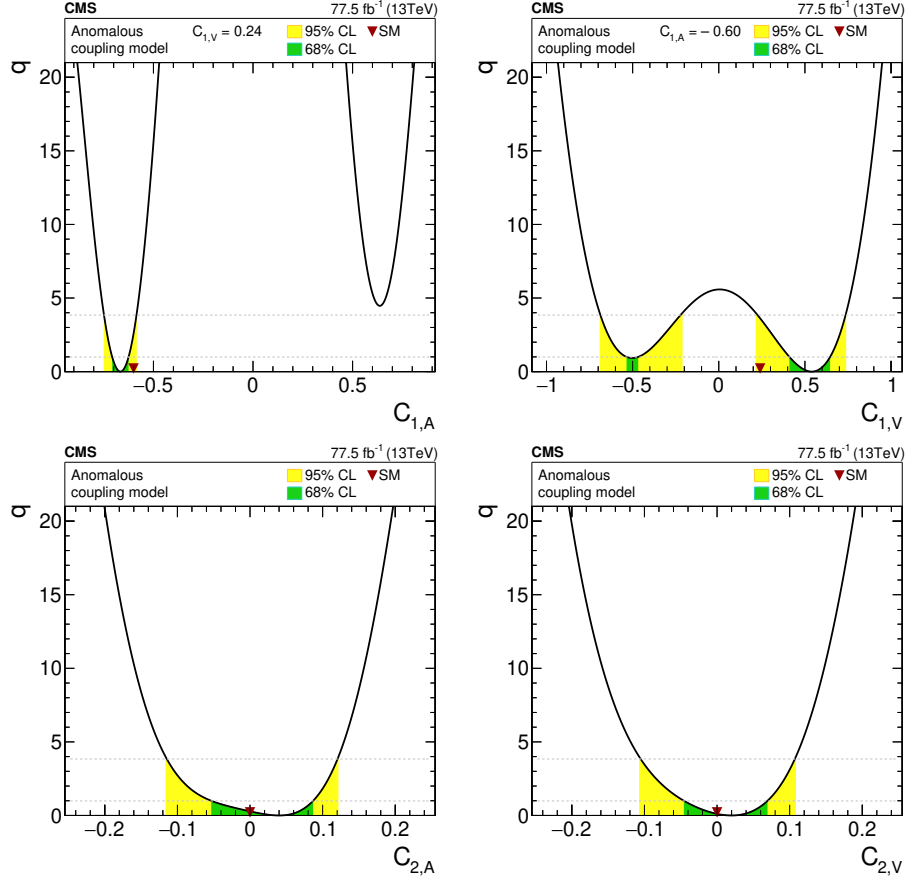 CMS 77.5 fb⁻¹ (13TeV)
Anomalous C₁,V = 0.24 95% CL SM
coupling model 68% CL
q
20
15
10
5
0
−0.5 0 0.5
C₁,A
CMS 77.5 fb⁻¹ (13TeV)
Anomalous C₁,A = − 0.60 95% CL SM
coupling model 68% CL
q
20
15
10
5
0
−1 −0.5 0 0.5 1
C₁,V
CMS 77.5 fb⁻¹ (13TeV)
Anomalous 95% CL SM
coupling model 68% CL
q
20
15
10
5
0
−0.2 −0.1 0 0.1 0.2
C₂,A
CMS 77.5 fb⁻¹ (13TeV)
Anomalous 95% CL SM
coupling model 68% CL
q
20
15
10
5
0
−0.2 −0.1 0 0.1 0.2
C₂,V